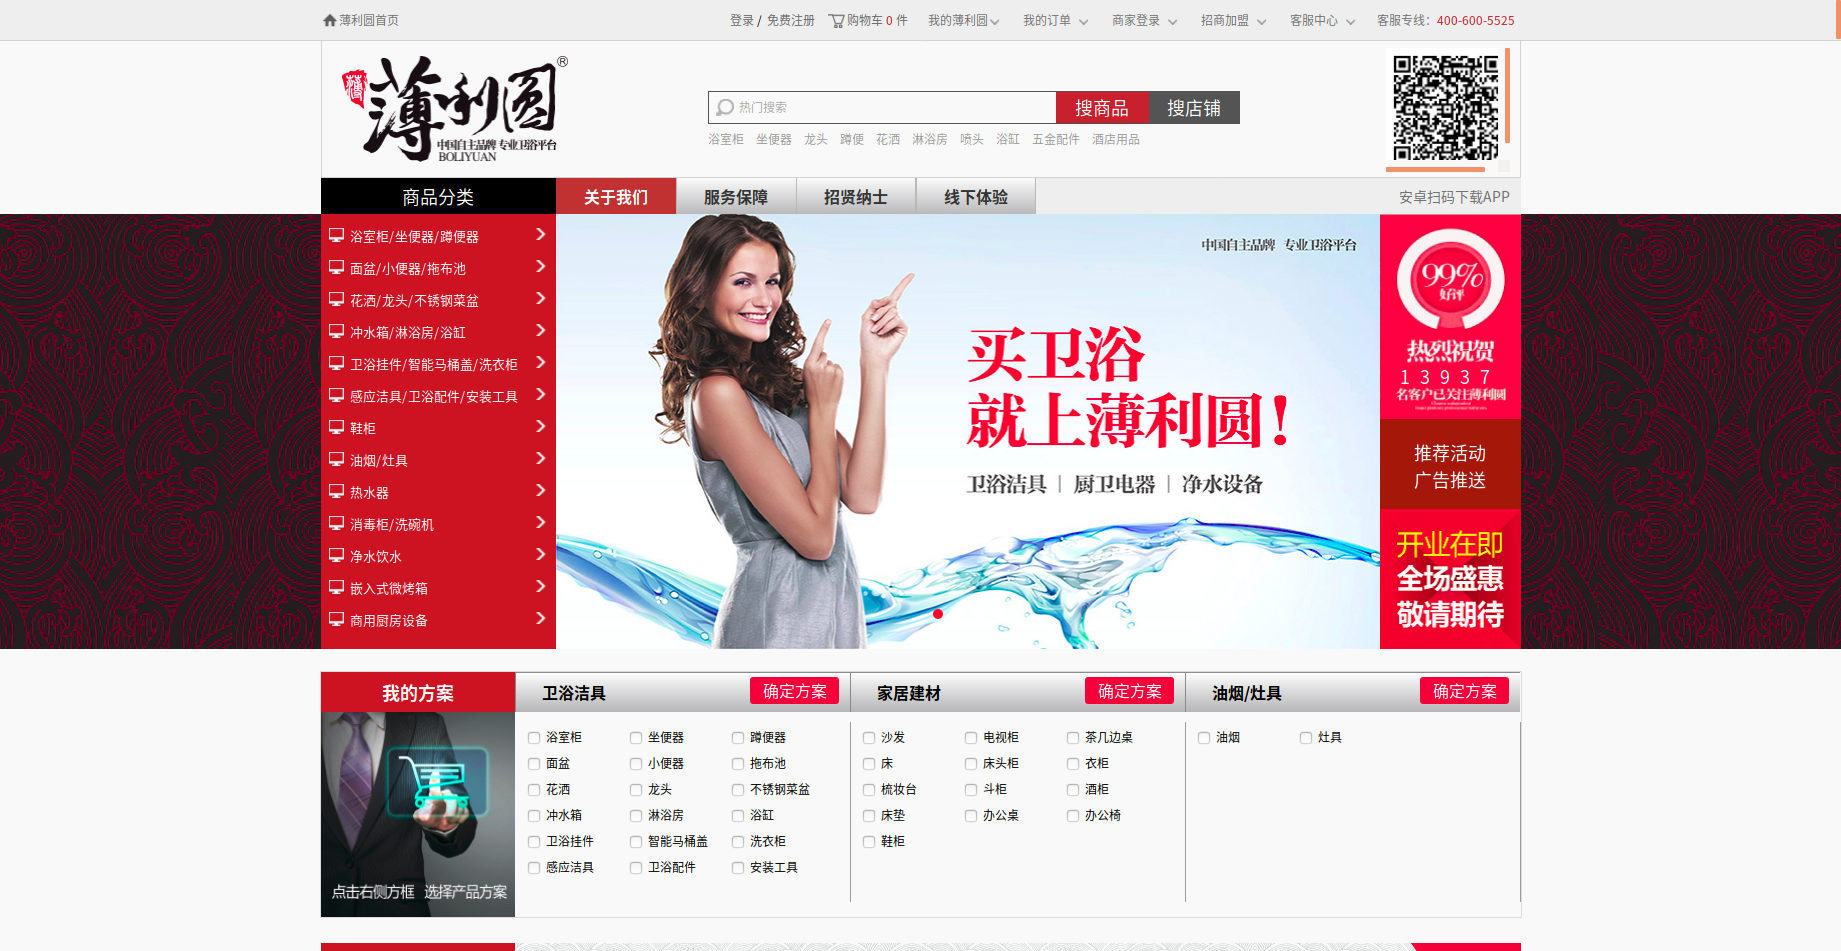 薄利圆首页
登录 / 免费注册 购物车 0 件 我的薄利圆 我的订单 商家登录 招商加盟 客服中心 客服专线: 400-600-5525
薄
薄利圆®
中国自主品牌 专业卫浴平台
BOLIYUAN
热门搜索 搜商品 搜店铺
浴室柜 坐便器 龙头 蹲便 花洒 淋浴房 喷头 浴缸 五金配件 酒店用品
商品分类 关于我们 服务保障 招贤纳士 线下体验 安卓扫码下载APP
浴室柜/坐便器/蹲便器
面盆/小便器/拖布池
花洒/龙头/不锈钢菜盆
冲水箱/淋浴房/浴缸
卫浴挂件/智能马桶盖/洗衣柜
感应洁具/卫浴配件/安装工具
鞋柜
油烟/灶具
热水器
消毒柜/洗碗机
净水饮水
嵌入式微烤箱
商用厨房设备
中国自主品牌 专业卫浴平台
买卫浴
就上薄利圆!
卫浴洁具 | 厨卫电器 | 净水设备
99%
好评
热烈祝贺
1 3 9 3 7
名客户已关注薄利圆
推荐活动
广告推送
开业在即
全场盛惠
敬请期待
我的方案
点击右侧方框 选择产品方案
卫浴洁具 确定方案
浴室柜 坐便器 蹲便器
面盆 小便器 拖布池
花洒 龙头 不锈钢菜盆
冲水箱 淋浴房 浴缸
卫浴挂件 智能马桶盖 洗衣柜
感应洁具 卫浴配件 安装工具
家居建材 确定方案
沙发 电视柜 茶几边桌
床 床头柜 衣柜
梳妆台 斗柜 酒柜
床垫 办公桌 办公椅
鞋柜
油烟/灶具 确定方案
油烟 灶具